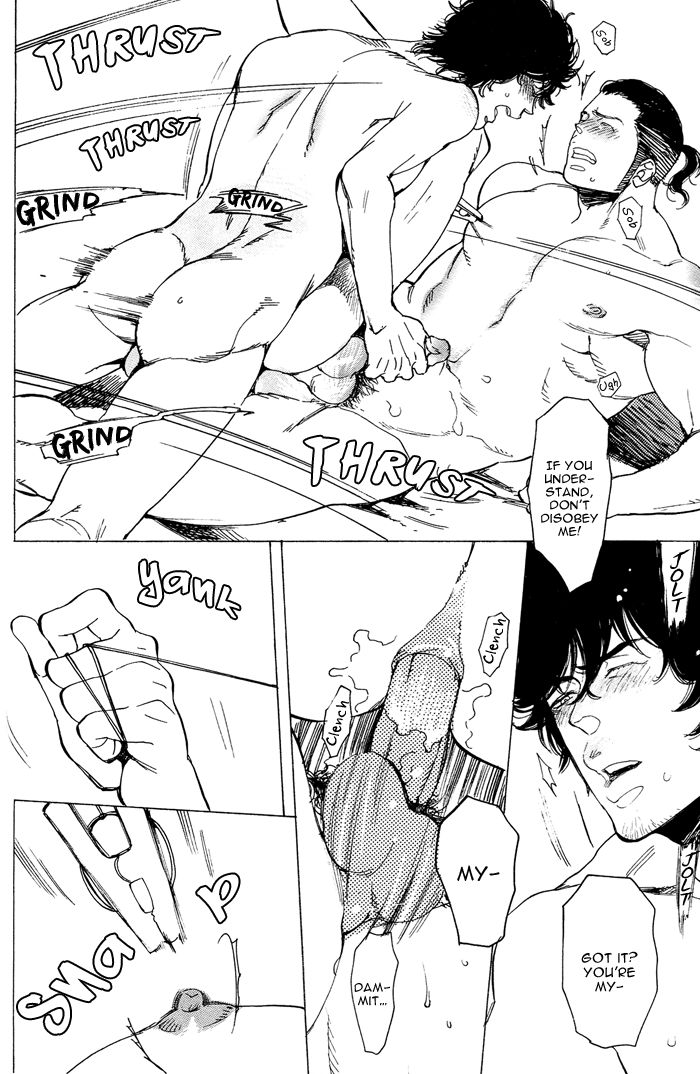 THRUST
Sob
THRUST
GRIND
GRIND
Sob
Ugh
GRIND
THRUST
IF YOU
UNDER-
STAND,
DON'T
DISOBEY
ME!
JOLT
yank
Clench
Clench
MY-
DAM-
MIT...
JOLT
GOT IT?
YOU'RE
MY-
Snap